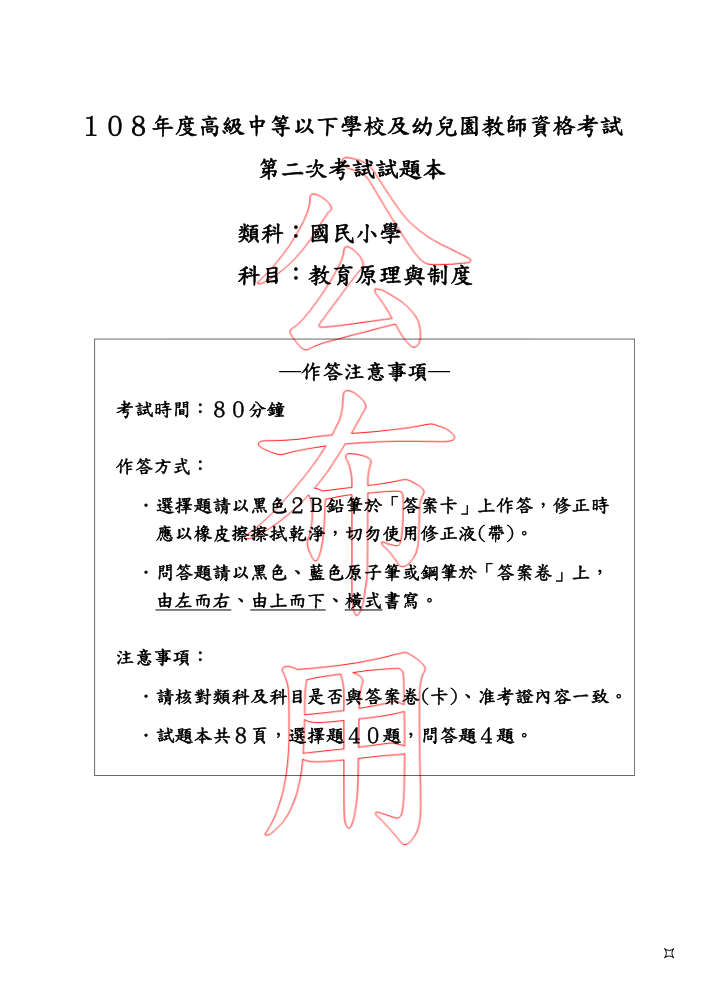 １０８年度高級中等以下學校及幼兒園教師資格考試
第二次考試試題本
類科：國民小學
科目：教育原理與制度
—作答注意事項—
考試時間：８０分鐘
作答方式：
．選擇題請以黑色２Ｂ鉛筆於「答案卡」上作答，修正時
應以橡皮擦擦拭乾淨，切勿使用修正液(帶)。
．問答題請以黑色、藍色原子筆或鋼筆於「答案卷」上，
由左而右、由上而下、橫式書寫。
注意事項：
．請核對類科及科目是否與答案卷(卡)、准考證內容一致。
．試題本共８頁，選擇題４０題，問答題４題。
公布用